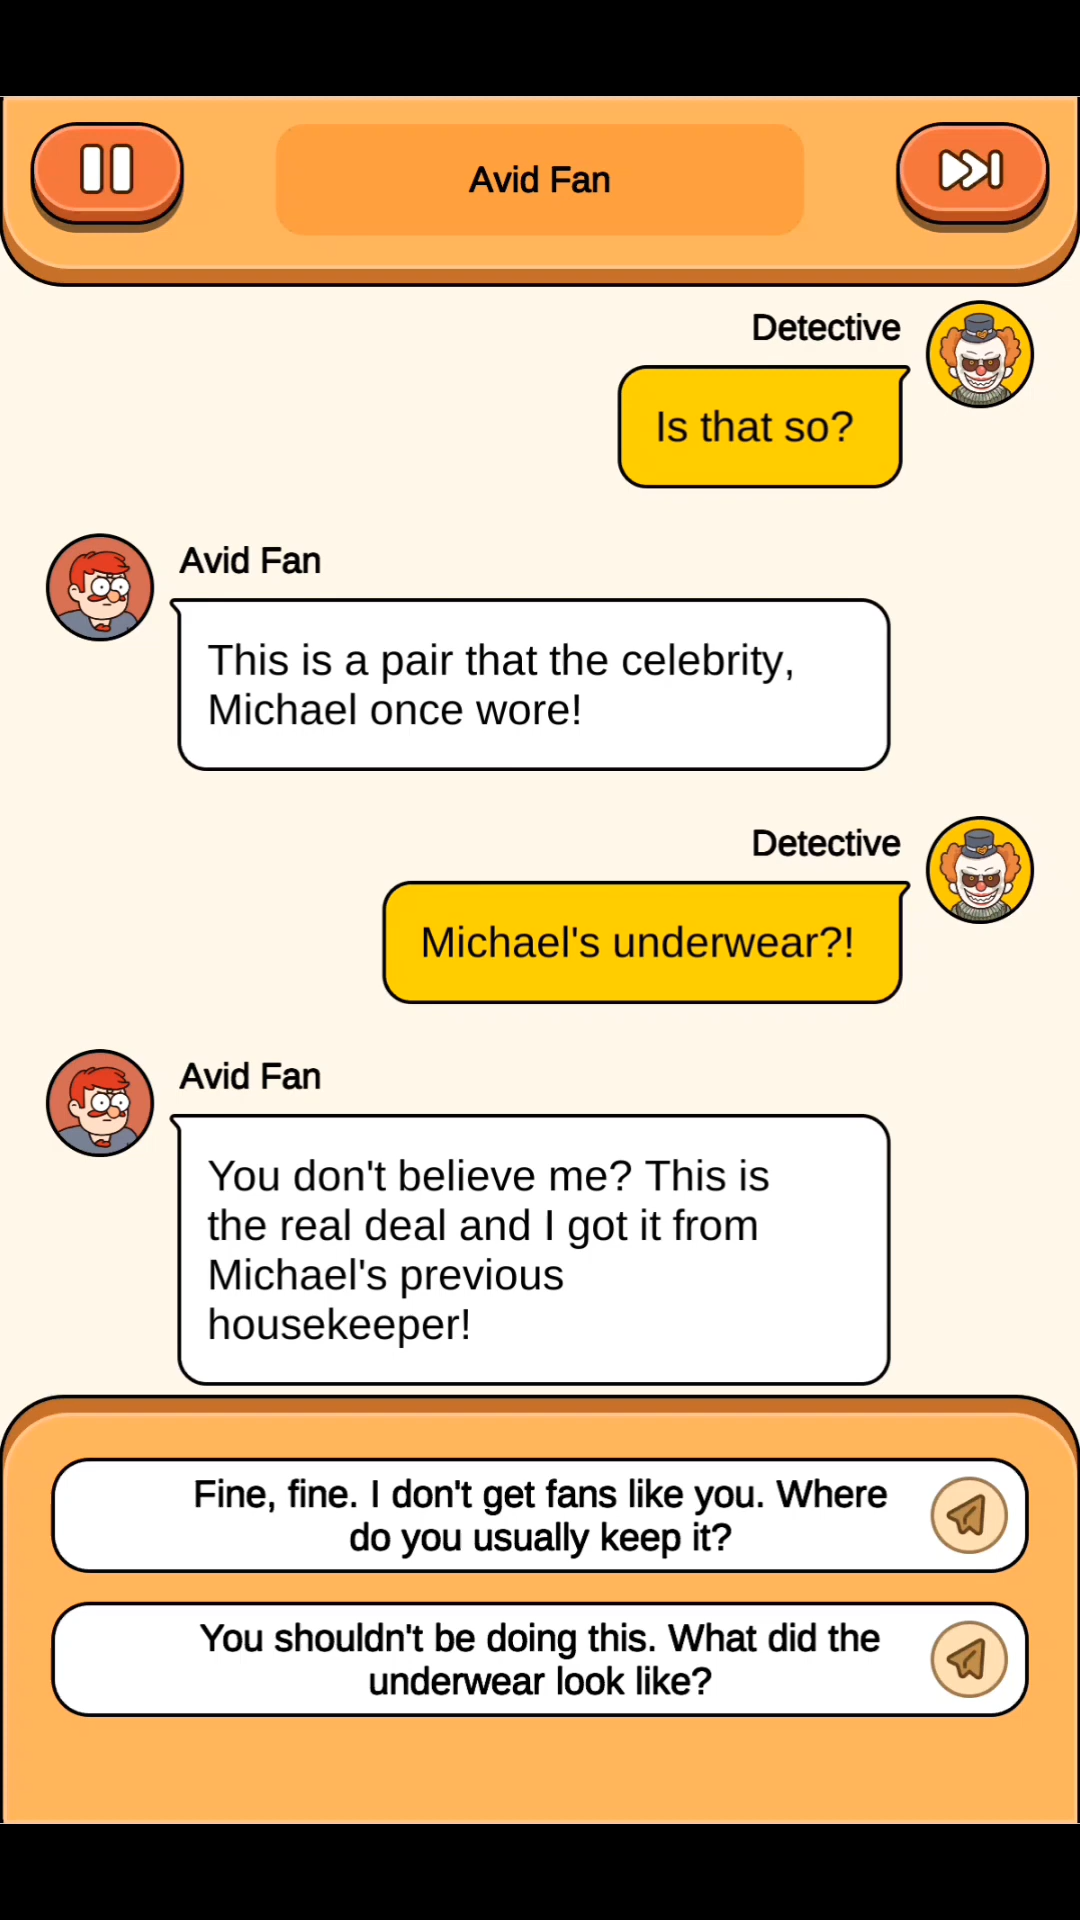 Avid Fan
Detective
Is that so?
Avid Fan
This is a pair that the celebrity,
Michael once wore!
Detective
Michael's underwear?!
Avid Fan
You don't believe me? This is
the real deal and I got it from
Michael's previous
housekeeper!
Fine, fine. I don't get fans like you. Where
do you usually keep it?
You shouldn't be doing this. What did the
underwear look like?